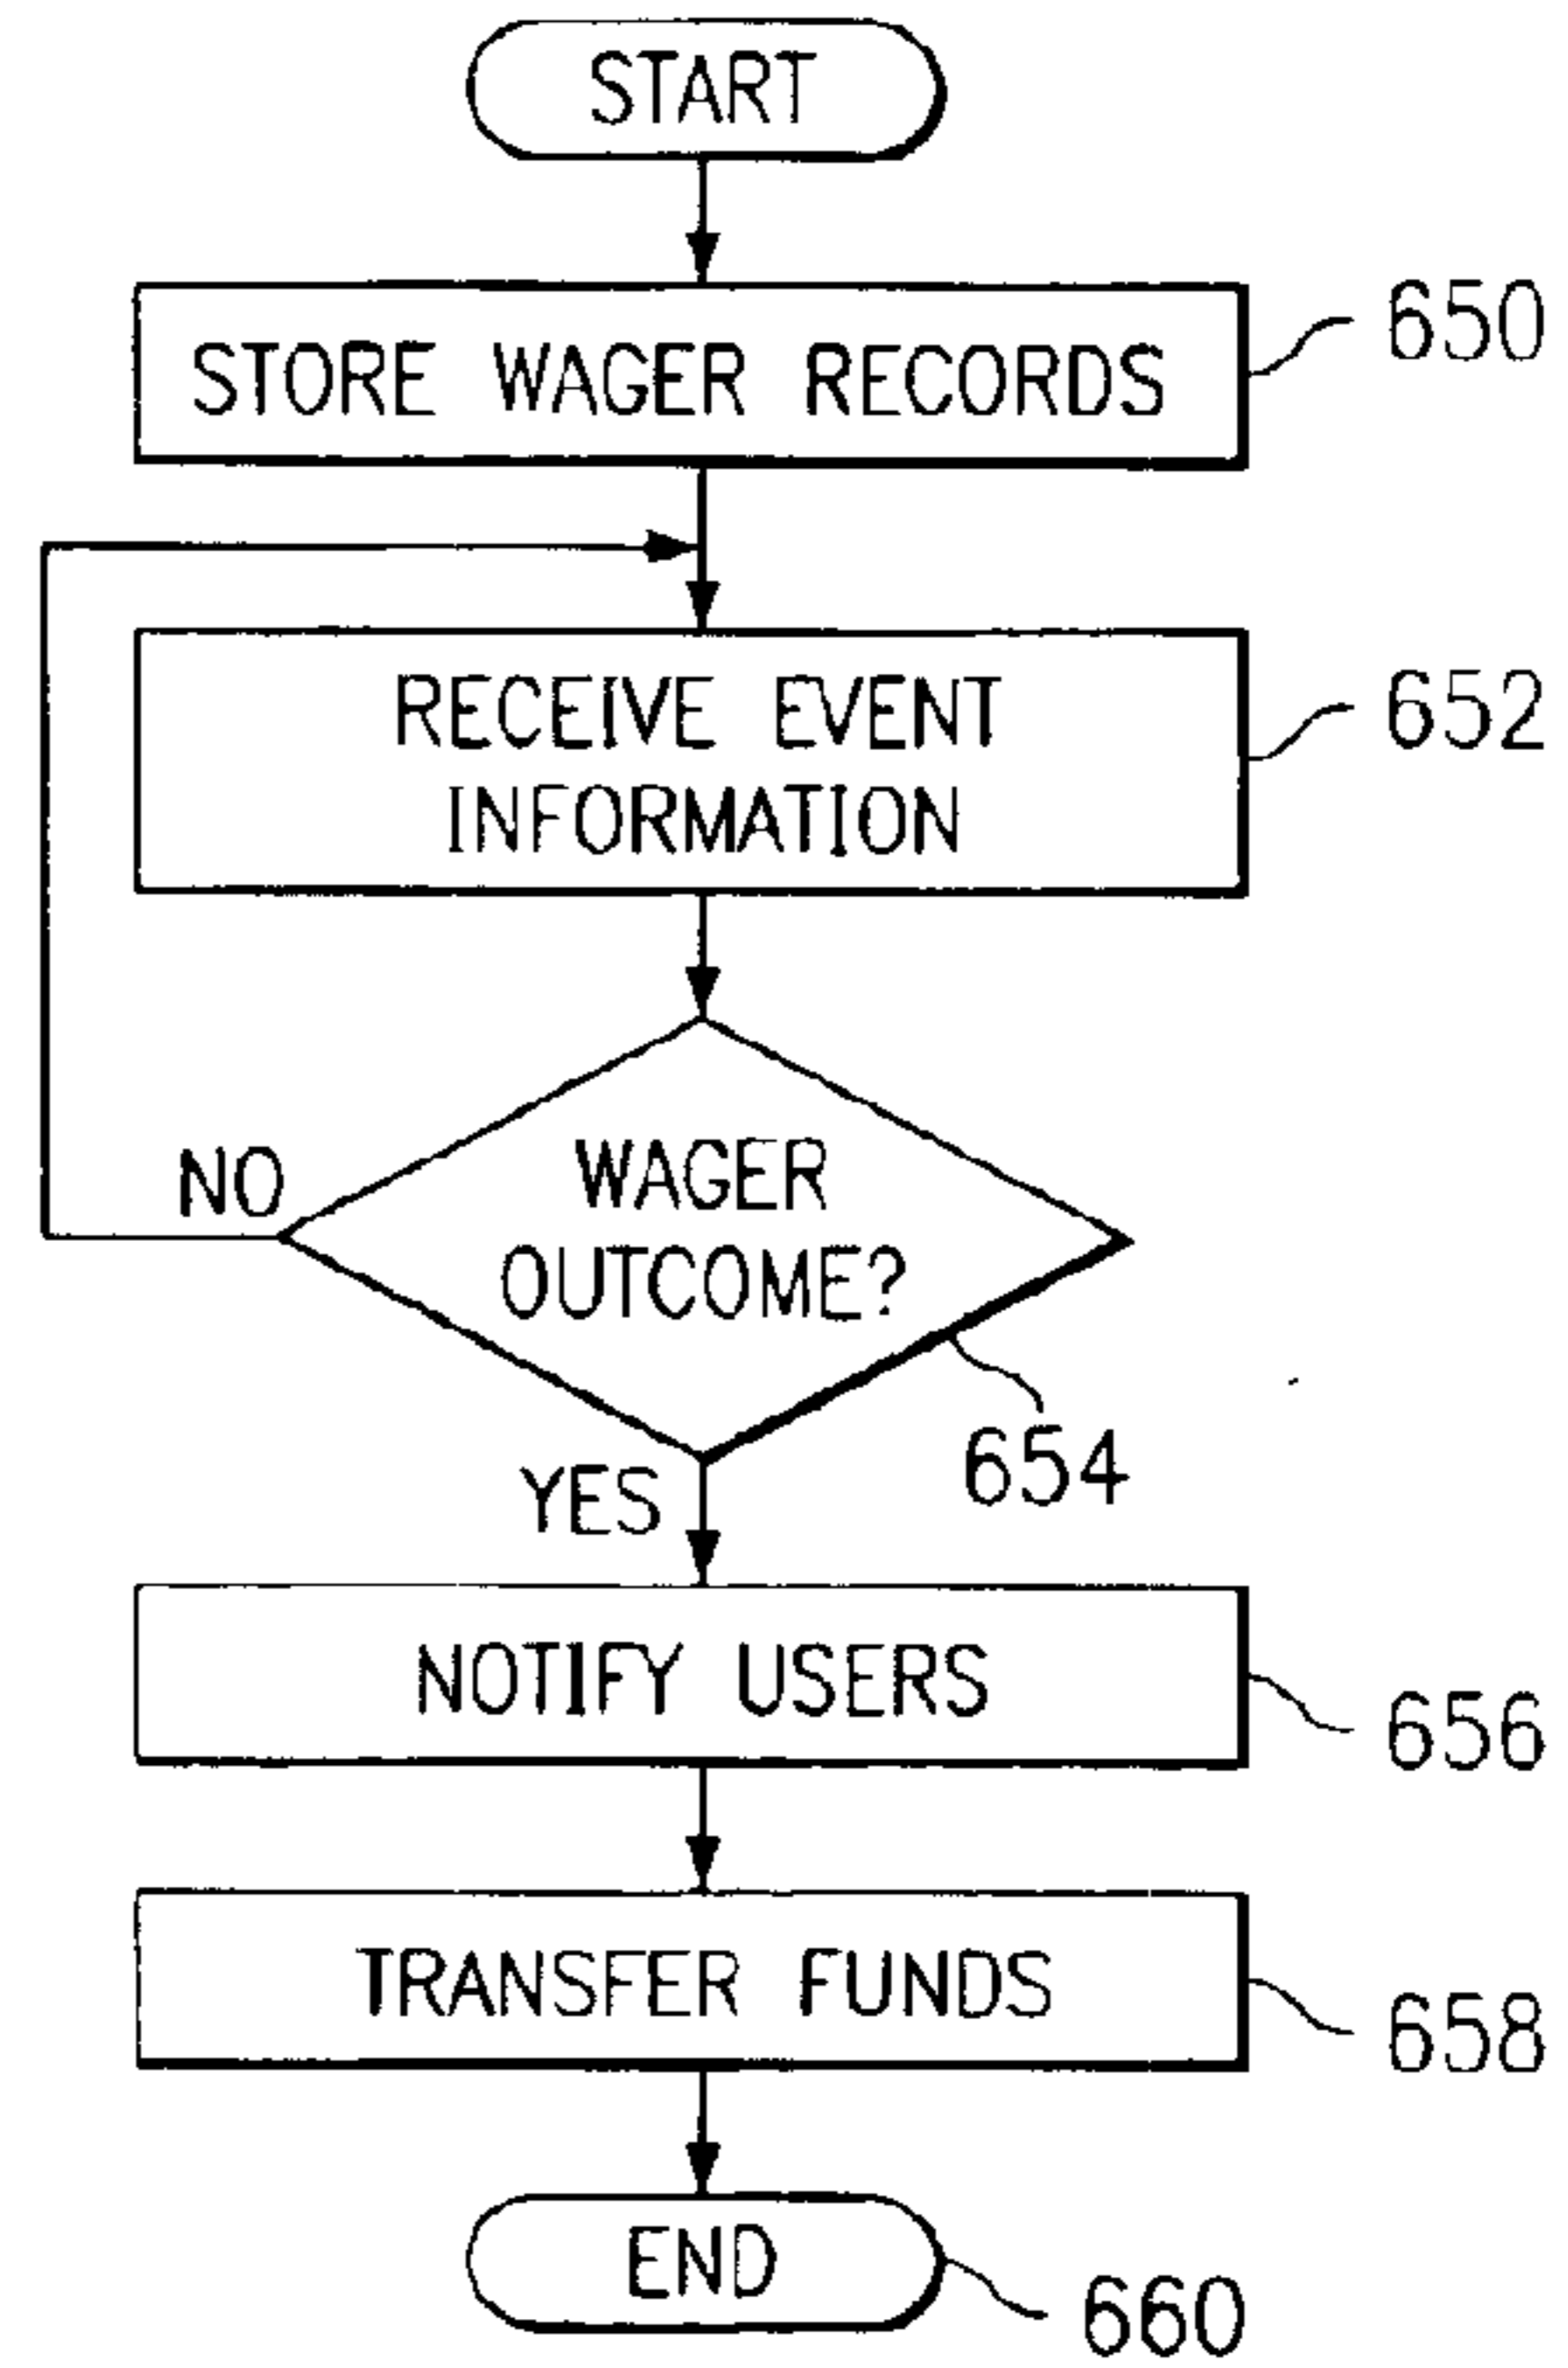 START
STORE WAGER RECORDS
650
RECEIVE EVENT
INFORMATION
652
WAGER
OUTCOME?
NO
654
YES
NOTIFY USERS
656
TRANSFER FUNDS
658
END
660